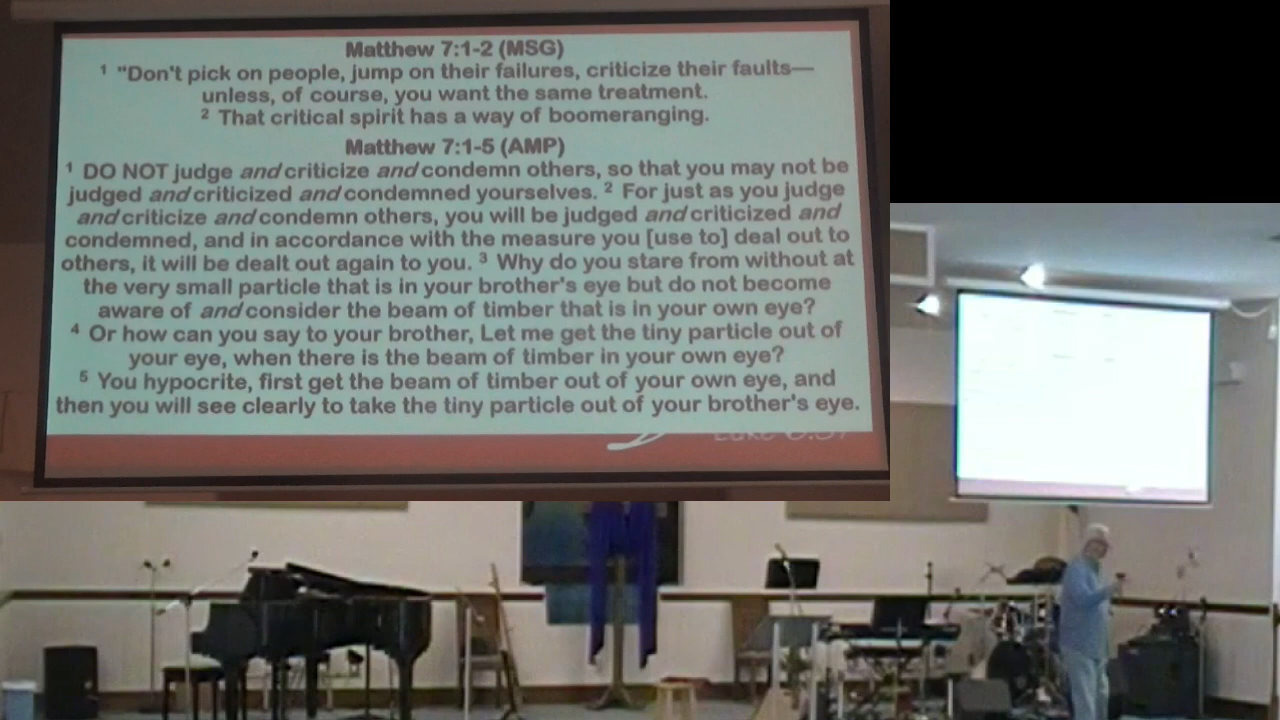 Matthew 7:1-2 (MSG)
1 "Don't pick on people, jump on their failures, criticize their faults—
unless, of course, you want the same treatment.
2 That critical spirit has a way of boomeranging.
Matthew 7:1-5 (AMP)
1 DO NOT judge and criticize and condemn others, so that you may not be
judged and criticized and condemned yourselves. 2 For just as you judge
and criticize and condemn others, you will be judged and criticized and
condemned, and in accordance with the measure you [use to] deal out to
others, it will be dealt out again to you. 3 Why do you stare from without at
the very small particle that is in your brother's eye but do not become
aware of and consider the beam of timber that is in your own eye?
4 Or how can you say to your brother, Let me get the tiny particle out of
your eye, when there is the beam of timber in your own eye?
5 You hypocrite, first get the beam of timber out of your own eye, and
then you will see clearly to take the tiny particle out of your brother's eye.